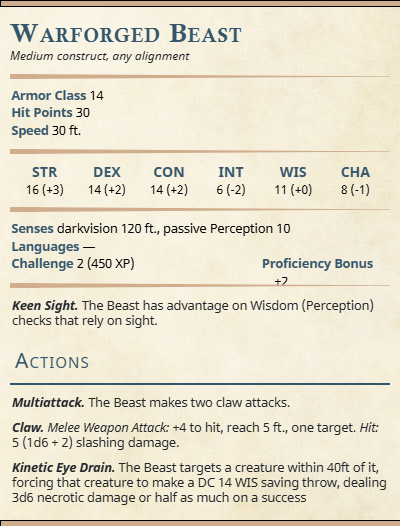 WARFORGED BEAST
Medium construct, any alignment
Armor Class 14
Hit Points 30
Speed 30 ft.
STR DEX CON INT WIS CHA
16 (+3) 14 (+2) 14 (+2) 6 (-2) 11 (+0) 8 (-1)
Senses darkvision 120 ft., passive Perception 10
Languages —
Challenge 2 (450 XP) Proficiency Bonus
+2
Keen Sight. The Beast has advantage on Wisdom (Perception)
checks that rely on sight.
ACTIONS
Multiattack. The Beast makes two claw attacks.
Claw. Melee Weapon Attack: +4 to hit, reach 5 ft., one target. Hit:
5 (1d6 + 2) slashing damage.
Kinetic Eye Drain. The Beast targets a creature within 40ft of it,
forcing that creature to make a DC 14 WIS saving throw, dealing
3d6 necrotic damage or half as much on a success